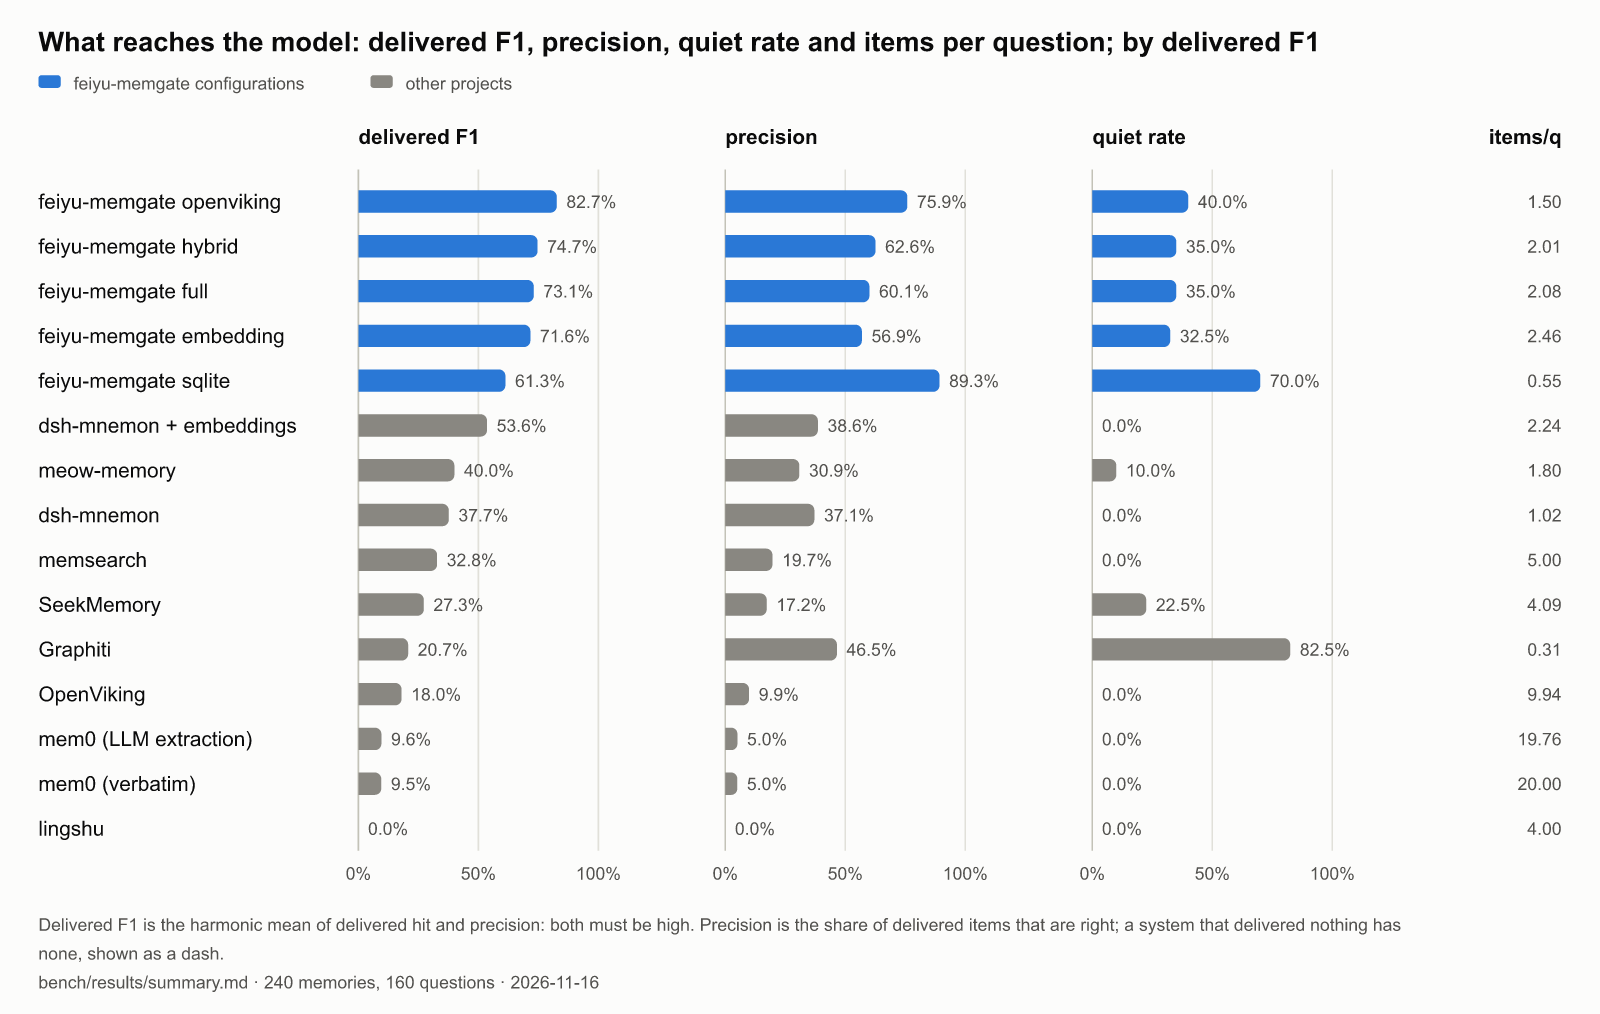 What reaches the model: delivered F1, precision, quiet rate and items per question; by delivered F1
feiyu-memgate configurations other projects
delivered F1 precision quiet rate items/q
feiyu-memgate openviking 82.7% 75.9% 40.0% 1.50
feiyu-memgate hybrid 74.7% 62.6% 35.0% 2.01
feiyu-memgate full 73.1% 60.1% 35.0% 2.08
feiyu-memgate embedding 71.6% 56.9% 32.5% 2.46
feiyu-memgate sqlite 61.3% 89.3% 70.0% 0.55
dsh-mnemon + embeddings 53.6% 38.6% 0.0% 2.24
meow-memory 40.0% 30.9% 10.0% 1.80
dsh-mnemon 37.7% 37.1% 0.0% 1.02
memsearch 32.8% 19.7% 0.0% 5.00
SeekMemory 27.3% 17.2% 22.5% 4.09
Graphiti 20.7% 46.5% 82.5% 0.31
OpenViking 18.0% 9.9% 0.0% 9.94
mem0 (LLM extraction) 9.6% 5.0% 0.0% 19.76
mem0 (verbatim) 9.5% 5.0% 0.0% 20.00
lingshu 0.0% 0.0% 0.0% 4.00
0% 50% 100% 0% 50% 100% 0% 50% 100%
Delivered F1 is the harmonic mean of delivered hit and precision: both must be high. Precision is the share of delivered items that are right; a system that delivered nothing has
none, shown as a dash.
bench/results/summary.md · 240 memories, 160 questions · 2026-11-16